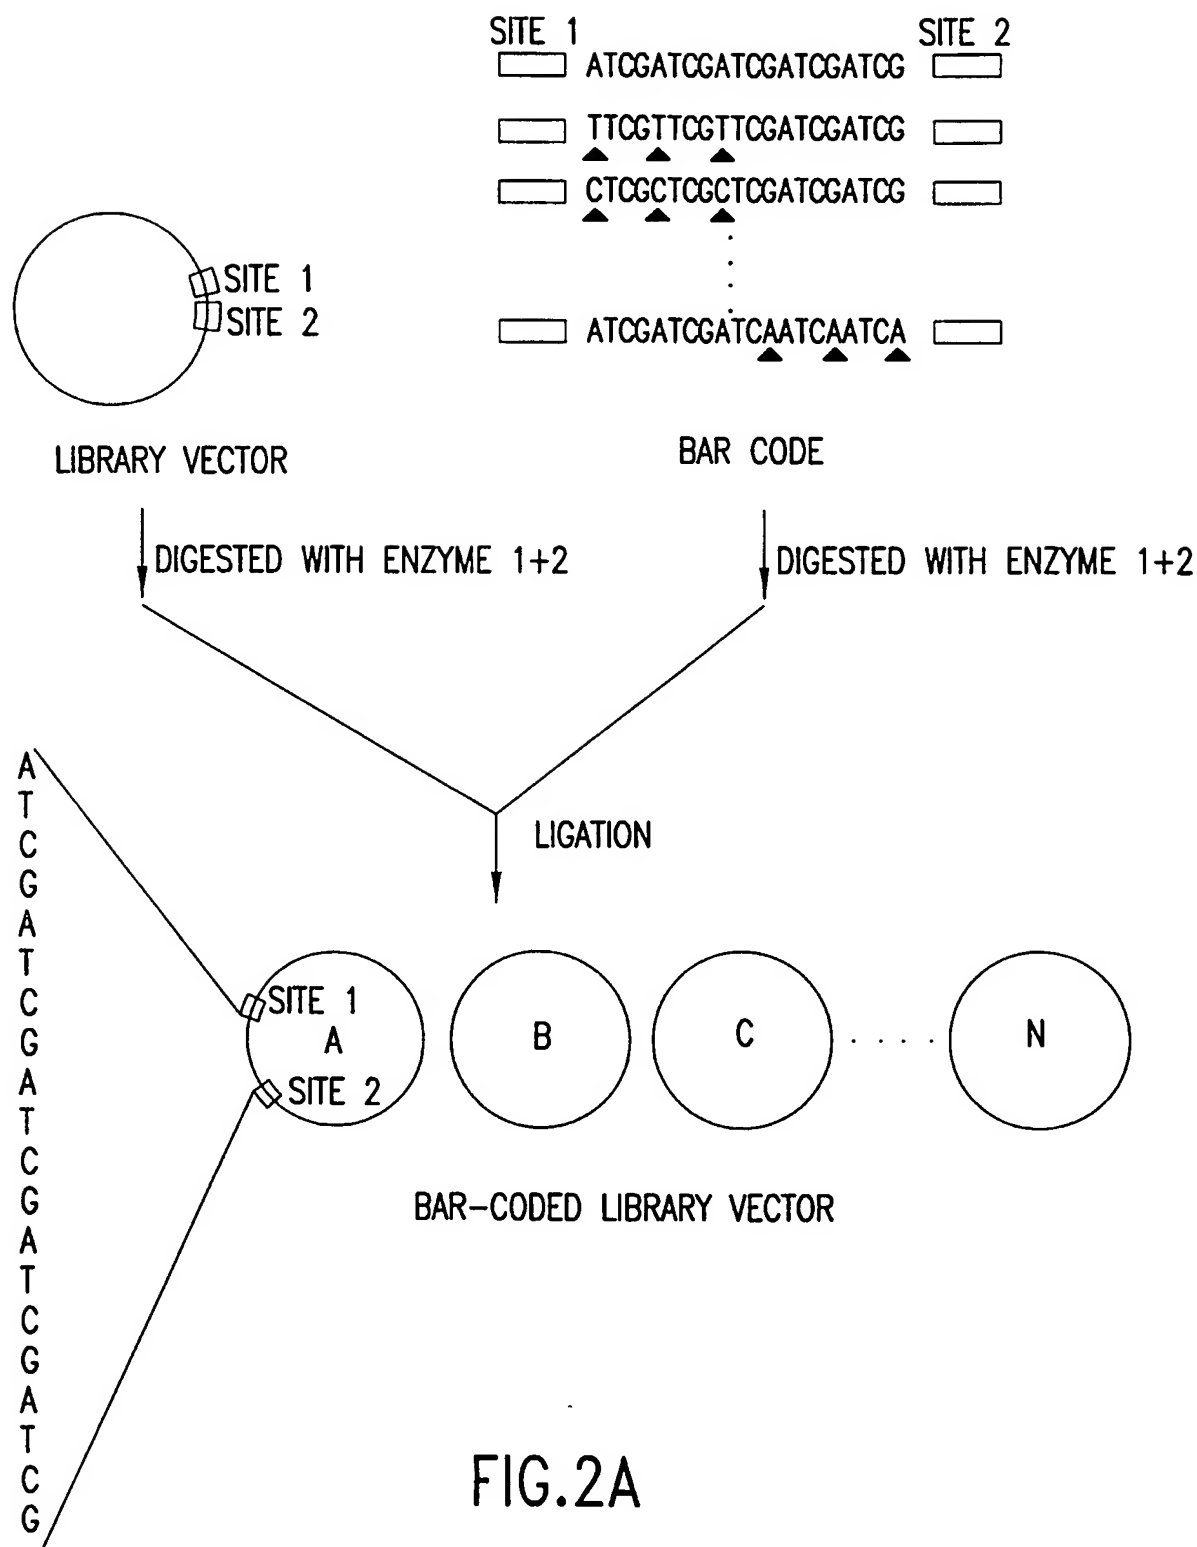 SITE 1
SITE 2
ATCGATCGATCGATCGATCG
TTCGTTCGTTCGATCGATCG
CTCGCTCGCTCGATCGATCG
ATCGATCGATCAATCAATCA
SITE 1
SITE 2
LIBRARY VECTOR
BAR CODE
DIGESTED WITH ENZYME 1+2
DIGESTED WITH ENZYME 1+2
LIGATION
A
T
C
G
A
T
C
G
A
T
C
G
A
T
C
G
A
T
C
G
SITE 1
A
SITE 2
B
C
. . . . .
N
BAR-CODED LIBRARY VECTOR
FIG.2A